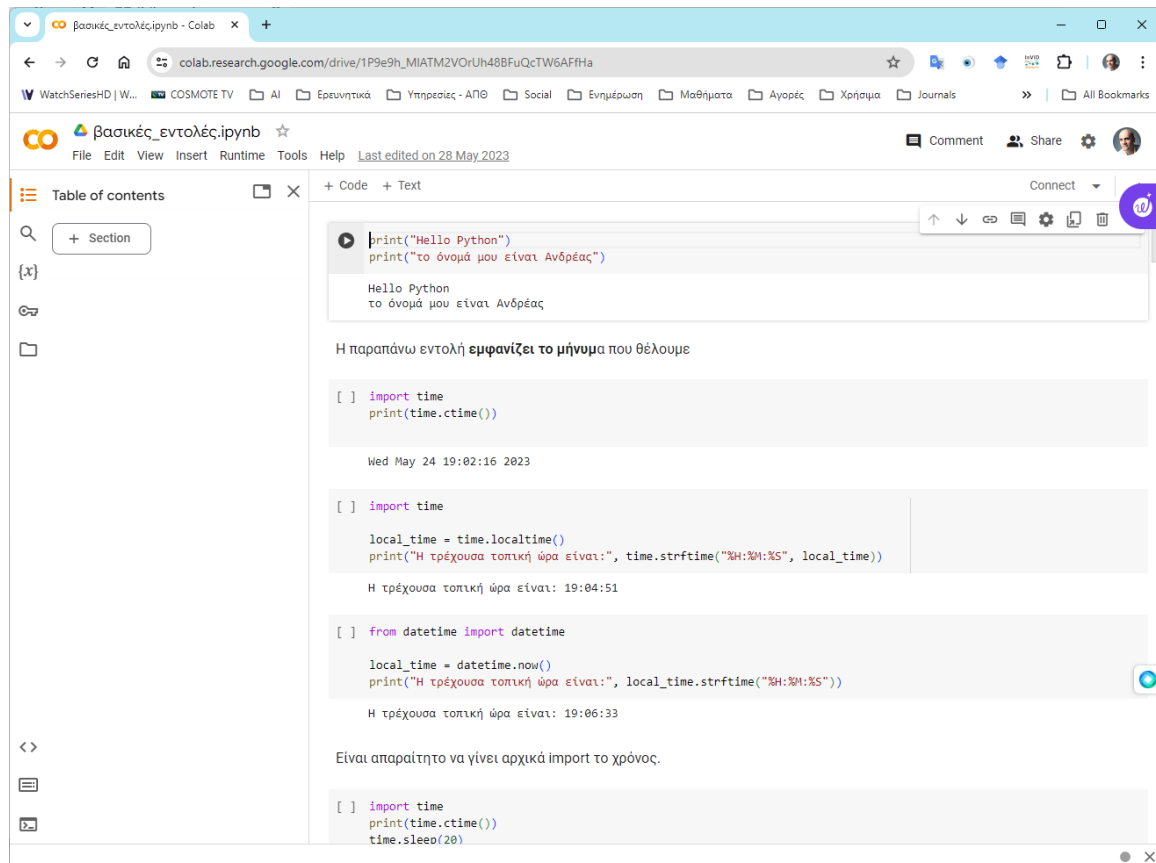 βασικές_εντολές.ipynb - Colab
colab.research.google.com/drive/1P9e9h_MIATM2VOrUh48BFuQcTW6AFfHa
WatchSeriesHD | W... COSMOTE TV AI Ερευνητικά Υπηρεσίες - ΑΠΘ Social Ενημέρωση Μαθήματα Αγορές Χρήσιμα Journals » All Bookmarks
βασικές_εντολές.ipynb
Comment Share
File Edit View Insert Runtime Tools Help Last edited on 28 May 2023
Table of contents
+ Code + Text Connect
+ Section
{x}
print("Hello Python")
print("το όνομά μου είναι Ανδρέας")
Hello Python
το όνομά μου είναι Ανδρέας
Η παραπάνω εντολή εμφανίζει το μήνυμα που θέλουμε
[ ] import time
print(time.ctime())
Wed May 24 19:02:16 2023
[ ] import time
local_time = time.localtime()
print("Η τρέχουσα τοπική ώρα είναι:", time.strftime("%H:%M:%S", local_time))
Η τρέχουσα τοπική ώρα είναι: 19:04:51
[ ] from datetime import datetime
local_time = datetime.now()
print("Η τρέχουσα τοπική ώρα είναι:", local_time.strftime("%H:%M:%S"))
Η τρέχουσα τοπική ώρα είναι: 19:06:33
Είναι απαραίτητο να γίνει αρχικά import το χρόνος.
[ ] import time
print(time.ctime())
time.sleep(20)